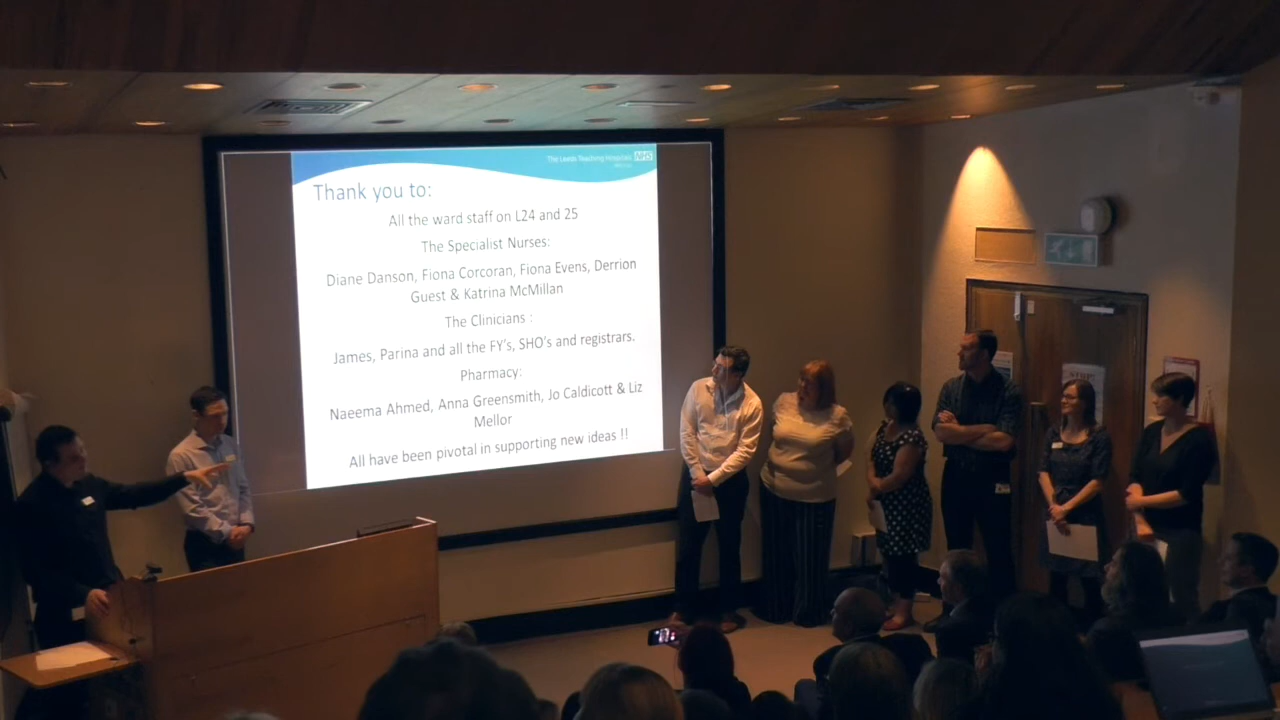 The Leeds Teaching Hospitals NHS
Thank you to:
All the ward staff on L24 and 25
The Specialist Nurses:
Diane Danson, Fiona Corcoran, Fiona Evens, Derrion
Guest & Katrina McMillan
The Clinicians :
James, Parina and all the FY's, SHO's and registrars.
Pharmacy:
Naeema Ahmed, Anna Greensmith, Jo Caldicott & Liz
Mellor
All have been pivotal in supporting new ideas !!